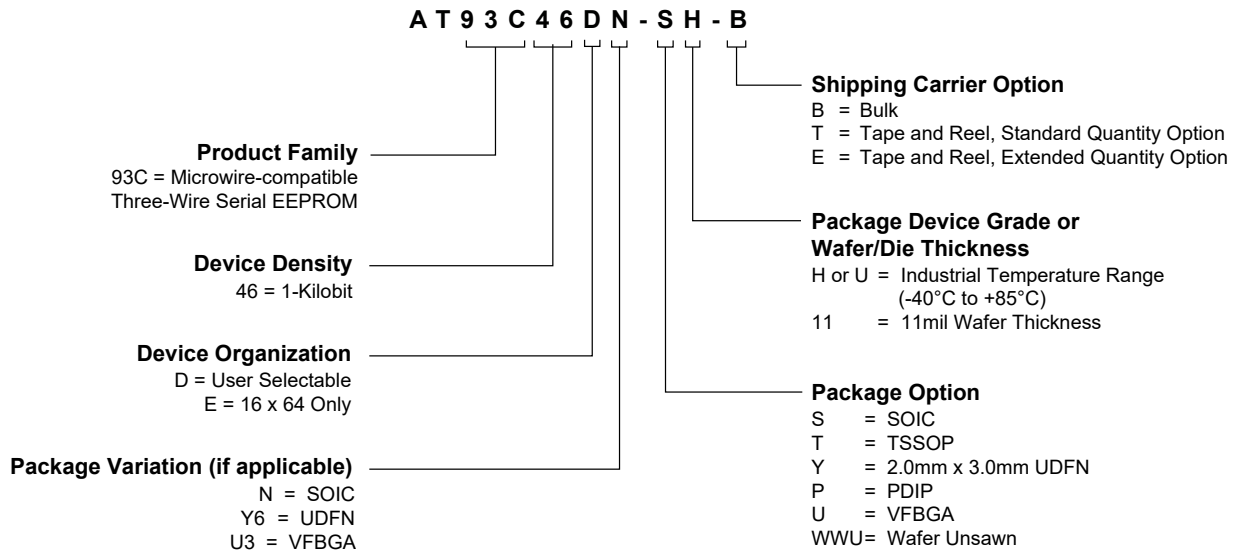 AT93C46DN-SH-B
Product Family
93C = Microwire-compatible
Three-Wire Serial EEPROM
Device Density
46 = 1-Kilobit
Device Organization
D = User Selectable
E = 16 x 64 Only
Package Variation (if applicable)
N = SOIC
Y6 = UDFN
U3 = VFBGA
Shipping Carrier Option
B = Bulk
T = Tape and Reel, Standard Quantity Option
E = Tape and Reel, Extended Quantity Option
Package Device Grade or
Wafer/Die Thickness
H or U = Industrial Temperature Range
(-40°C to +85°C)
11 = 11mil Wafer Thickness
Package Option
S = SOIC
T = TSSOP
Y = 2.0mm x 3.0mm UDFN
P = PDIP
U = VFBGA
WWU= Wafer Unsawn